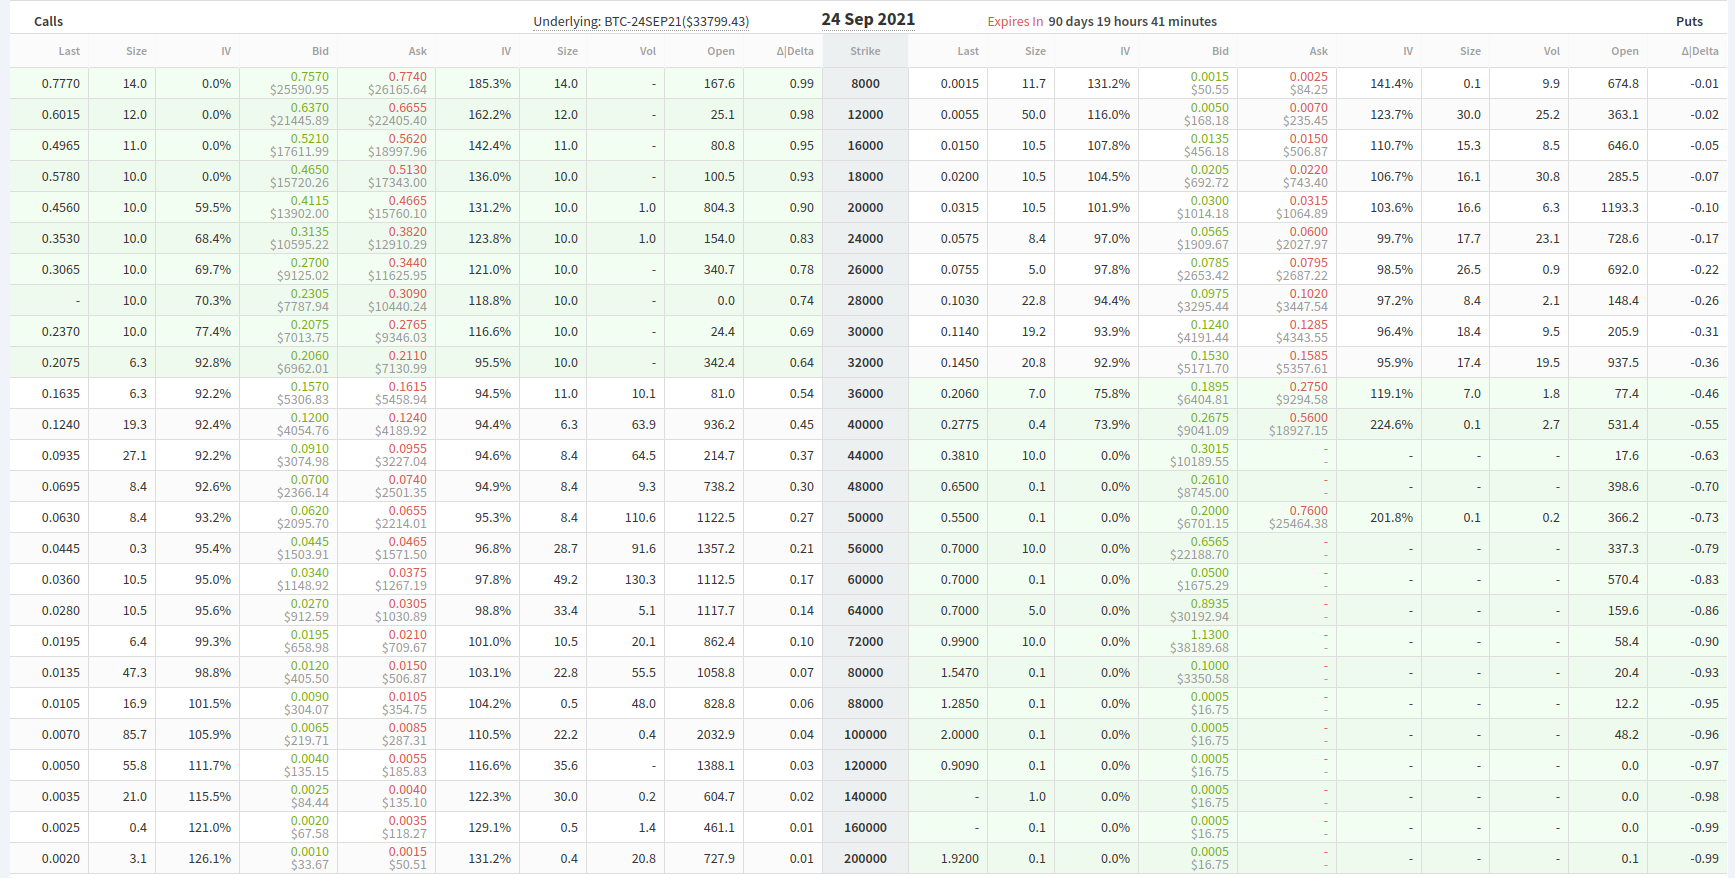 Calls Underlying: BTC-24SEP21($33799.43) 24 Sep 2021 Expires In 90 days 19 hours 41 minutes Puts
Last Size IV Bid Ask IV Size Vol Open Δ|Delta Strike Last Size IV Bid Ask IV Size Vol Open Δ|Delta
0.7770 14.0 0.0% 0.7570 0.7740 185.3% 14.0 - 167.6 0.99 8000 0.0015 11.7 131.2% 0.0015 0.0025 141.4% 0.1 9.9 674.8 -0.01
$25590.95 $26165.64 $50.55 $84.25
0.6015 12.0 0.0% 0.6370 0.6655 162.2% 12.0 - 25.1 0.98 12000 0.0055 50.0 116.0% 0.0050 0.0070 123.7% 30.0 25.2 363.1 -0.02
$21445.89 $22405.40 $168.18 $235.45
0.4965 11.0 0.0% 0.5210 0.5620 142.4% 11.0 - 80.8 0.95 16000 0.0150 10.5 107.8% 0.0135 0.0150 110.7% 15.3 8.5 646.0 -0.05
$17611.99 $18997.96 $456.18 $506.87
0.5780 10.0 0.0% 0.4650 0.5130 136.0% 10.0 - 100.5 0.93 18000 0.0200 10.5 104.5% 0.0205 0.0220 106.7% 16.1 30.8 285.5 -0.07
$15720.26 $17343.00 $692.72 $743.40
0.4560 10.0 59.5% 0.4115 0.4665 131.2% 10.0 1.0 804.3 0.90 20000 0.0315 10.5 101.9% 0.0300 0.0315 103.6% 16.6 6.3 1193.3 -0.10
$13902.00 $15760.10 $1014.18 $1064.89
0.3530 10.0 68.4% 0.3135 0.3820 123.8% 10.0 1.0 154.0 0.83 24000 0.0575 8.4 97.0% 0.0565 0.0600 99.7% 17.7 23.1 728.6 -0.17
$10595.22 $12910.29 $1909.67 $2027.97
0.3065 10.0 69.7% 0.2700 0.3440 121.0% 10.0 - 340.7 0.78 26000 0.0755 5.0 97.8% 0.0785 0.0795 98.5% 26.5 0.9 692.0 -0.22
$9125.02 $11625.95 $2653.42 $2687.22
- 10.0 70.3% 0.2305 0.3090 118.8% 10.0 - 0.0 0.74 28000 0.1030 22.8 94.4% 0.0975 0.1020 97.2% 8.4 2.1 148.4 -0.26
$7787.94 $10440.24 $3295.44 $3447.54
0.2370 10.0 77.4% 0.2075 0.2765 116.6% 10.0 - 24.4 0.69 30000 0.1140 19.2 93.9% 0.1240 0.1285 96.4% 18.4 9.5 205.9 -0.31
$7013.75 $9346.03 $4191.44 $4343.55
0.2075 6.3 92.8% 0.2060 0.2110 95.5% 10.0 - 342.4 0.64 32000 0.1450 20.8 92.9% 0.1530 0.1585 95.9% 17.4 19.5 937.5 -0.36
$6962.01 $7130.99 $5171.70 $5357.61
0.1635 6.3 92.2% 0.1570 0.1615 94.5% 11.0 10.1 81.0 0.54 36000 0.2060 7.0 75.8% 0.1895 0.2750 119.1% 7.0 1.8 77.4 -0.46
$5306.83 $5458.94 $6404.81 $9294.58
0.1240 19.3 92.4% 0.1200 0.1240 94.4% 6.3 63.9 936.2 0.45 40000 0.2775 0.4 73.9% 0.2675 0.5600 224.6% 0.1 2.7 531.4 -0.55
$4054.76 $4189.92 $9041.09 $18927.15
0.0935 27.1 92.2% 0.0910 0.0955 94.6% 8.4 64.5 214.7 0.37 44000 0.3810 10.0 0.0% 0.3015 - - - - 17.6 -0.63
$3074.98 $3227.04 $10189.55 -
0.0695 8.4 92.6% 0.0700 0.0740 94.9% 8.4 9.3 738.2 0.30 48000 0.6500 0.1 0.0% 0.2610 - - - - 398.6 -0.70
$2366.14 $2501.35 $8745.00 -
0.0630 8.4 93.2% 0.0620 0.0655 95.3% 8.4 110.6 1122.5 0.27 50000 0.5500 0.1 0.0% 0.2000 0.7600 201.8% 0.1 0.2 366.2 -0.73
$2095.70 $2214.01 $6701.15 $25464.38
0.0445 0.3 95.4% 0.0445 0.0465 96.8% 28.7 91.6 1357.2 0.21 56000 0.7000 10.0 0.0% 0.6565 - - - - 337.3 -0.79
$1503.91 $1571.50 $22188.70 -
0.0360 10.5 95.0% 0.0340 0.0375 97.8% 49.2 130.3 1112.5 0.17 60000 0.7000 0.1 0.0% 0.0500 - - - - 570.4 -0.83
$1148.92 $1267.19 $1675.29 -
0.0280 10.5 95.6% 0.0270 0.0305 98.8% 33.4 5.1 1117.7 0.14 64000 0.7000 5.0 0.0% 0.8935 - - - - 159.6 -0.86
$912.59 $1030.89 $30192.94 -
0.0195 6.4 99.3% 0.0195 0.0210 101.0% 10.5 20.1 862.4 0.10 72000 0.9900 10.0 0.0% 1.1300 - - - - 58.4 -0.90
$658.98 $709.67 $38189.68 -
0.0135 47.3 98.8% 0.0120 0.0150 103.1% 22.8 55.5 1058.8 0.07 80000 1.5470 0.1 0.0% 0.1000 - - - - 20.4 -0.93
$405.50 $506.87 $3350.58 -
0.0105 16.9 101.5% 0.0090 0.0105 104.2% 0.5 48.0 828.8 0.06 88000 1.2850 0.1 0.0% 0.0005 - - - - 12.2 -0.95
$304.07 $354.75 $16.75 -
0.0070 85.7 105.9% 0.0065 0.0085 110.5% 22.2 0.4 2032.9 0.04 100000 2.0000 0.1 0.0% 0.0005 - - - - 48.2 -0.96
$219.71 $287.31 $16.75 -
0.0050 55.8 111.7% 0.0040 0.0055 116.6% 35.6 - 1388.1 0.03 120000 0.9090 0.1 0.0% 0.0005 - - - - 0.0 -0.97
$135.15 $185.83 $16.75 -
0.0035 21.0 115.5% 0.0025 0.0040 122.3% 30.0 0.2 604.7 0.02 140000 - 1.0 0.0% 0.0005 - - - - 0.0 -0.98
$84.44 $135.10 $16.75 -
0.0025 0.4 121.0% 0.0020 0.0035 129.1% 0.5 1.4 461.1 0.01 160000 - 0.1 0.0% 0.0005 - - - - 0.0 -0.99
$67.58 $118.27 $16.75 -
0.0020 3.1 126.1% 0.0010 0.0015 131.2% 0.4 20.8 727.9 0.01 200000 1.9200 0.1 0.0% 0.0005 - - - - 0.1 -0.99
$33.67 $50.51 $16.75 -